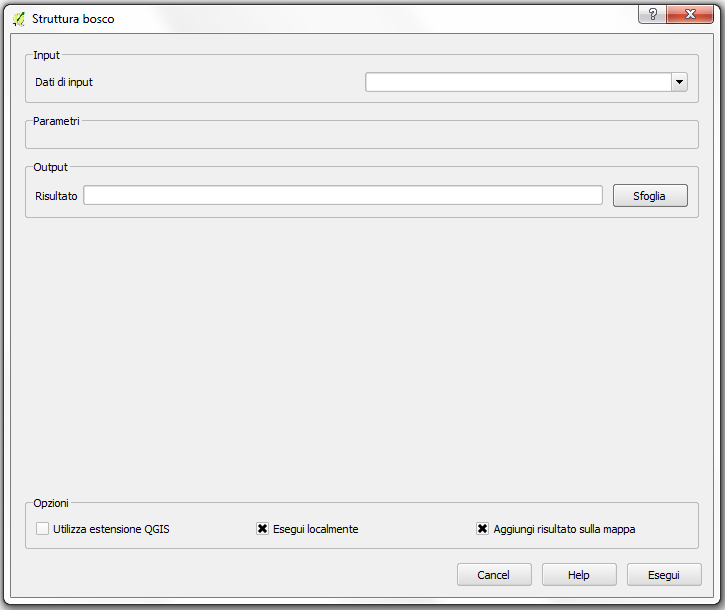 Struttura bosco
?
Input
Dati di input
Parametri
Output
Risultato
Sfoglia
Opzioni
Utilizza estensione QGIS Esegui localmente Aggiungi risultato sulla mappa
Cancel Help Esegui